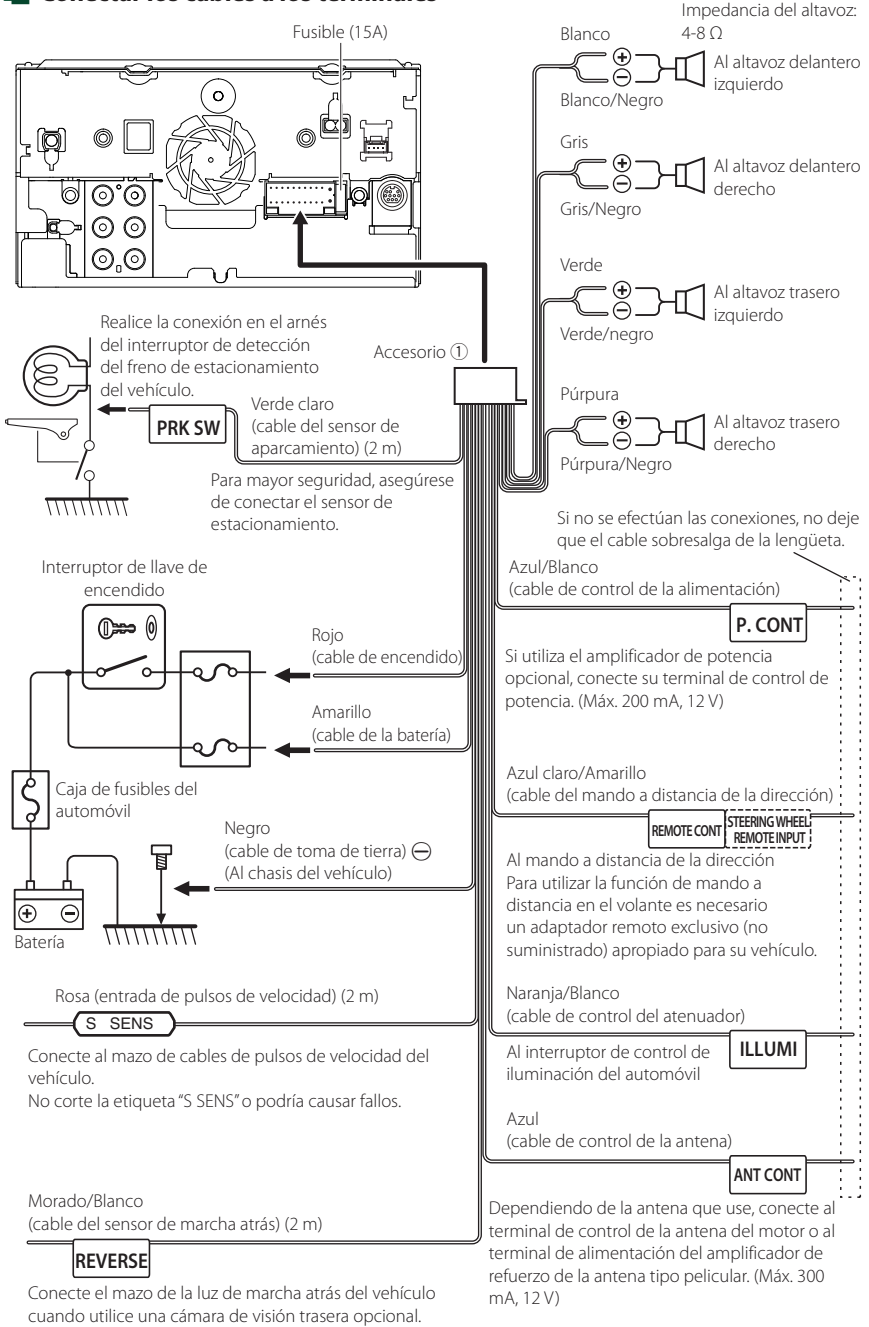 Conectar los cables a los terminales
Fusible (15A)
Impedancia del altavoz:
4-8 Ω
Blanco
⊕
⊖
Al altavoz delantero
izquierdo
Blanco/Negro
Gris
⊕
⊖
Al altavoz delantero
derecho
Gris/Negro
Verde
⊕
⊖
Al altavoz trasero
izquierdo
Verde/negro
Púrpura
⊕
⊖
Al altavoz trasero
derecho
Púrpura/Negro
Accesorio ①
Realice la conexión en el arnés
del interruptor de detección
del freno de estacionamiento
del vehículo.
PRK SW
Verde claro
(cable del sensor de
aparcamiento) (2 m)
Para mayor seguridad, asegúrese
de conectar el sensor de
estacionamiento.
Si no se efectúan las conexiones, no deje
que el cable sobresalga de la lengüeta.
Azul/Blanco
(cable de control de la alimentación)
P. CONT
Si utiliza el amplificador de potencia
opcional, conecte su terminal de control de
potencia. (Máx. 200 mA, 12 V)
Interruptor de llave de
encendido
Rojo
(cable de encendido)
Amarillo
(cable de la batería)
Caja de fusibles del
automóvil
Negro
(cable de toma de tierra) ⊖
(Al chasis del vehículo)
⊕ ⊖
Batería
Azul claro/Amarillo
(cable del mando a distancia de la dirección)
REMOTE CONT
STEERING WHEEL
REMOTE INPUT
Al mando a distancia de la dirección
Para utilizar la función de mando a
distancia en el volante es necesario
un adaptador remoto exclusivo (no
suministrado) apropiado para su vehículo.
Rosa (entrada de pulsos de velocidad) (2 m)
S SENS
Conecte al mazo de cables de pulsos de velocidad del
vehículo.
No corte la etiqueta “S SENS” o podría causar fallos.
Naranja/Blanco
(cable de control del atenuador)
ILLUMI
Al interruptor de control de
iluminación del automóvil
Azul
(cable de control de la antena)
ANT CONT
Dependiendo de la antena que use, conecte al
terminal de control de la antena del motor o al
terminal de alimentación del amplificador de
refuerzo de la antena tipo pelicular. (Máx. 300
mA, 12 V)
Morado/Blanco
(cable del sensor de marcha atrás) (2 m)
REVERSE
Conecte el mazo de la luz de marcha atrás del vehículo
cuando utilice una cámara de visión trasera opcional.